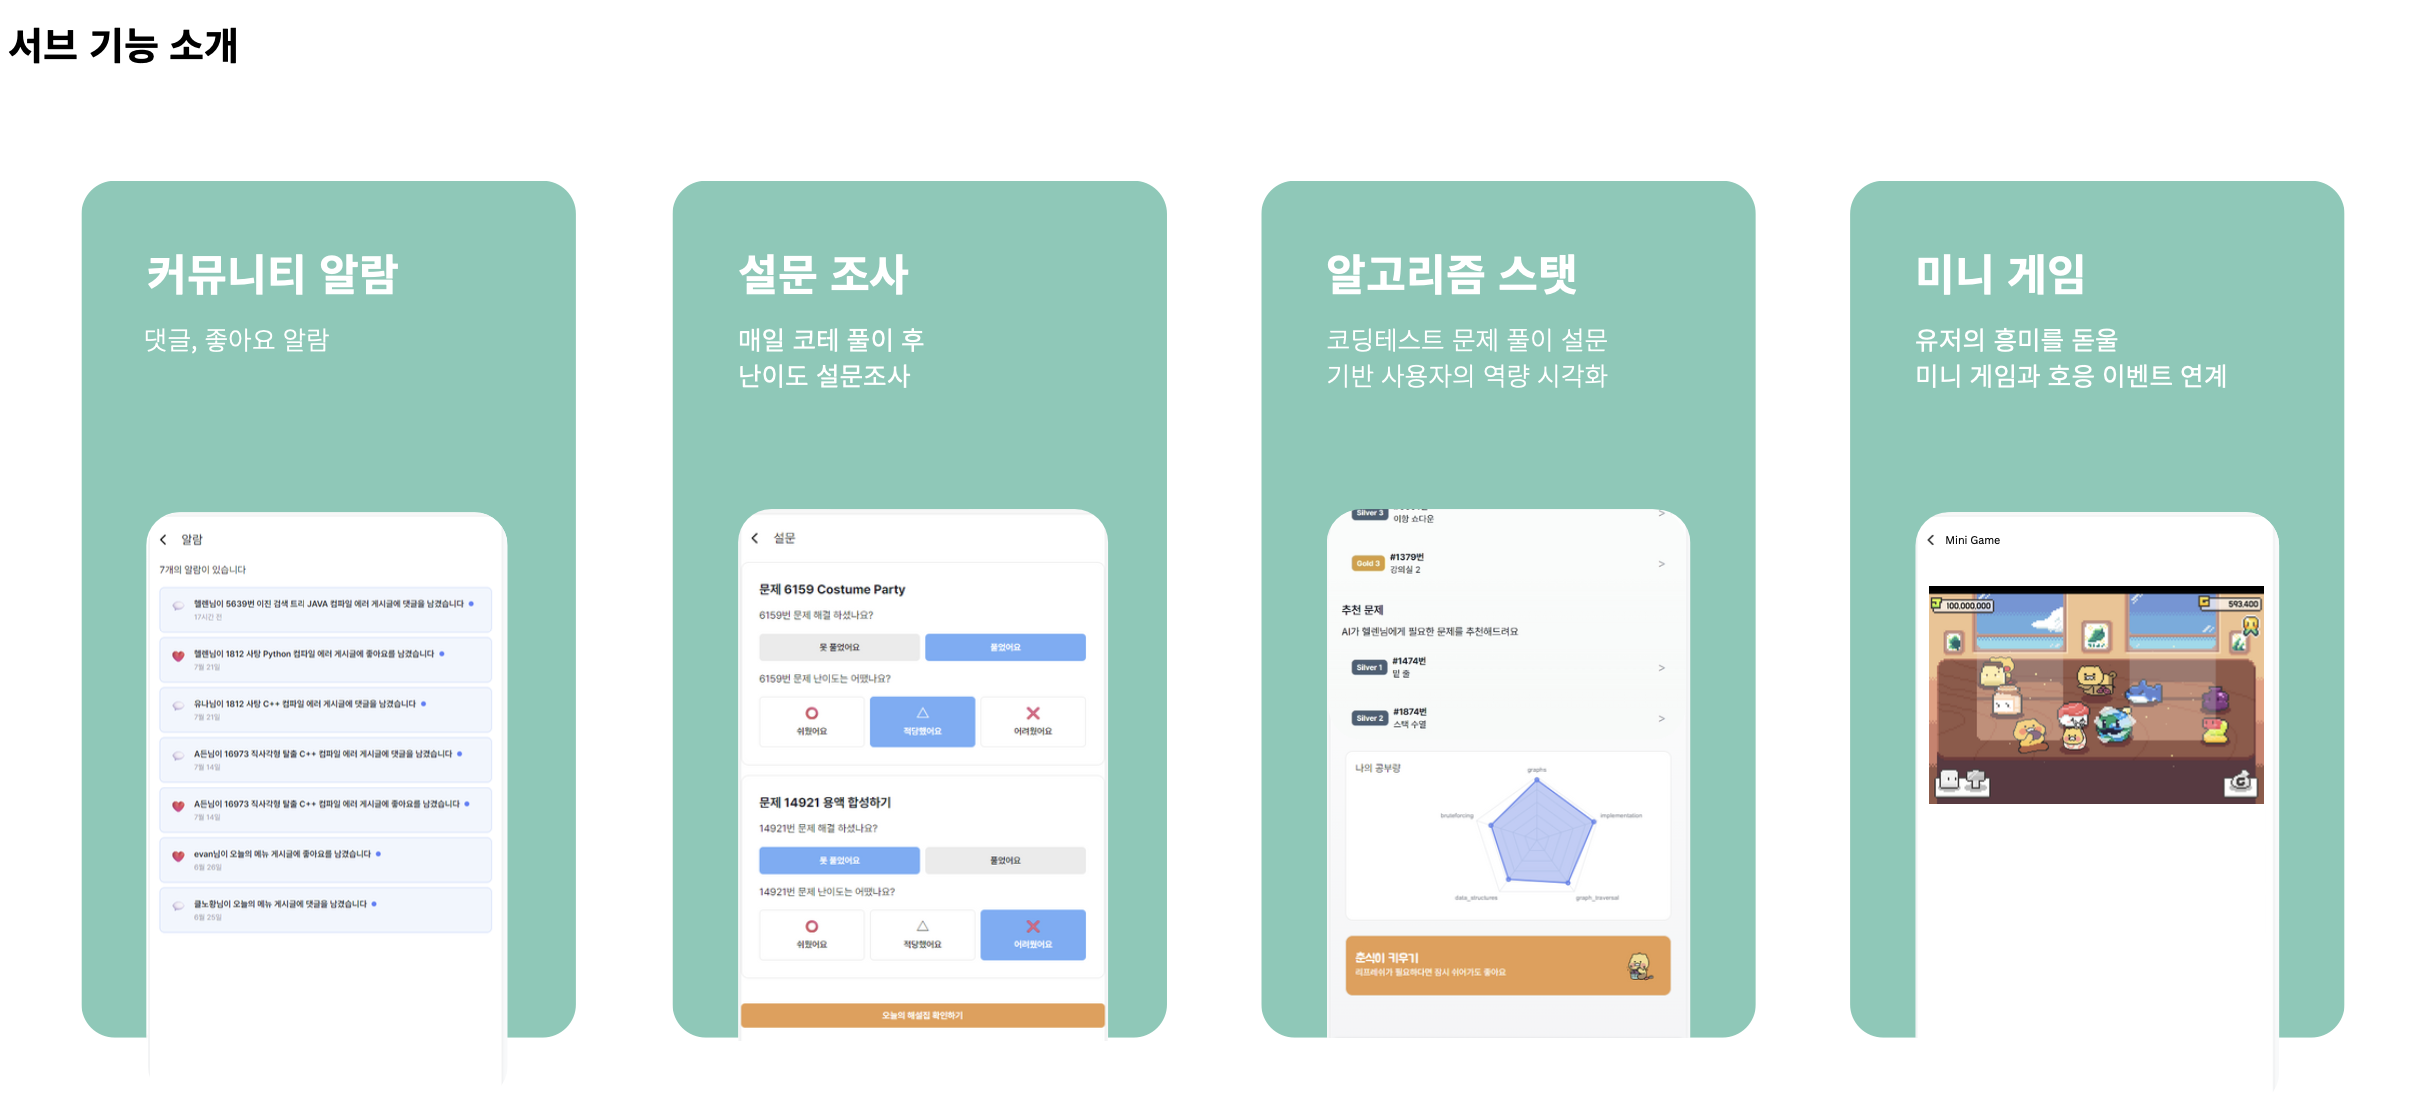 서브 기능 소개
커뮤니티 알람
댓글, 좋아요 알람
알람
7개의 알람이 있습니다
헬렌님이 5639번 이진 검색 트리 JAVA 컴파일 에러 게시글에 댓글을 남겼습니다
17시간 전
헬렌님이 1812 사탕 Python 컴파일 에러 게시글에 좋아요를 남겼습니다
7월 21일
유나님이 1812 사탕 C++ 컴파일 에러 게시글에 댓글을 남겼습니다
7월 21일
A든님이 16973 직사각형 탈출 C++ 컴파일 에러 게시글에 댓글을 남겼습니다
7월 14일
A든님이 16973 직사각형 탈출 C++ 컴파일 에러 게시글에 좋아요를 남겼습니다
7월 14일
evan님이 오늘의 메뉴 게시글에 좋아요를 남겼습니다
6월 26일
클노황님이 오늘의 메뉴 게시글에 댓글을 남겼습니다
6월 25일
설문 조사
매일 코테 풀이 후
난이도 설문조사
설문
문제 6159 Costume Party
6159번 문제 해결 하셨나요?
못 풀었어요
풀었어요
6159번 문제 난이도는 어땠나요?
쉬웠어요
적당했어요
어려웠어요
문제 14921 용액 합성하기
14921번 문제 해결 하셨나요?
못 풀었어요
풀었어요
14921번 문제 난이도는 어땠나요?
쉬웠어요
적당했어요
어려웠어요
오늘의 해설집 확인하기
알고리즘 스탯
코딩테스트 문제 풀이 설문
기반 사용자의 역량 시각화
Silver 3
이항 쇼다운
Gold 3
#1379번
강의실 2
추천 문제
AI가 헬렌님에게 필요한 문제를 추천해드려요
Silver 1
#1474번
밑 줄
Silver 2
#1874번
스택 수열
나의 공부량
graphs
bruteforcing
implementation
data_structures
graph_traversal
춘식이 키우기
리프레쉬가 필요하다면 잠시 쉬어가도 좋아요
미니 게임
유저의 흥미를 돋울
미니 게임과 호응 이벤트 연계
Mini Game
100,000,000
593,400